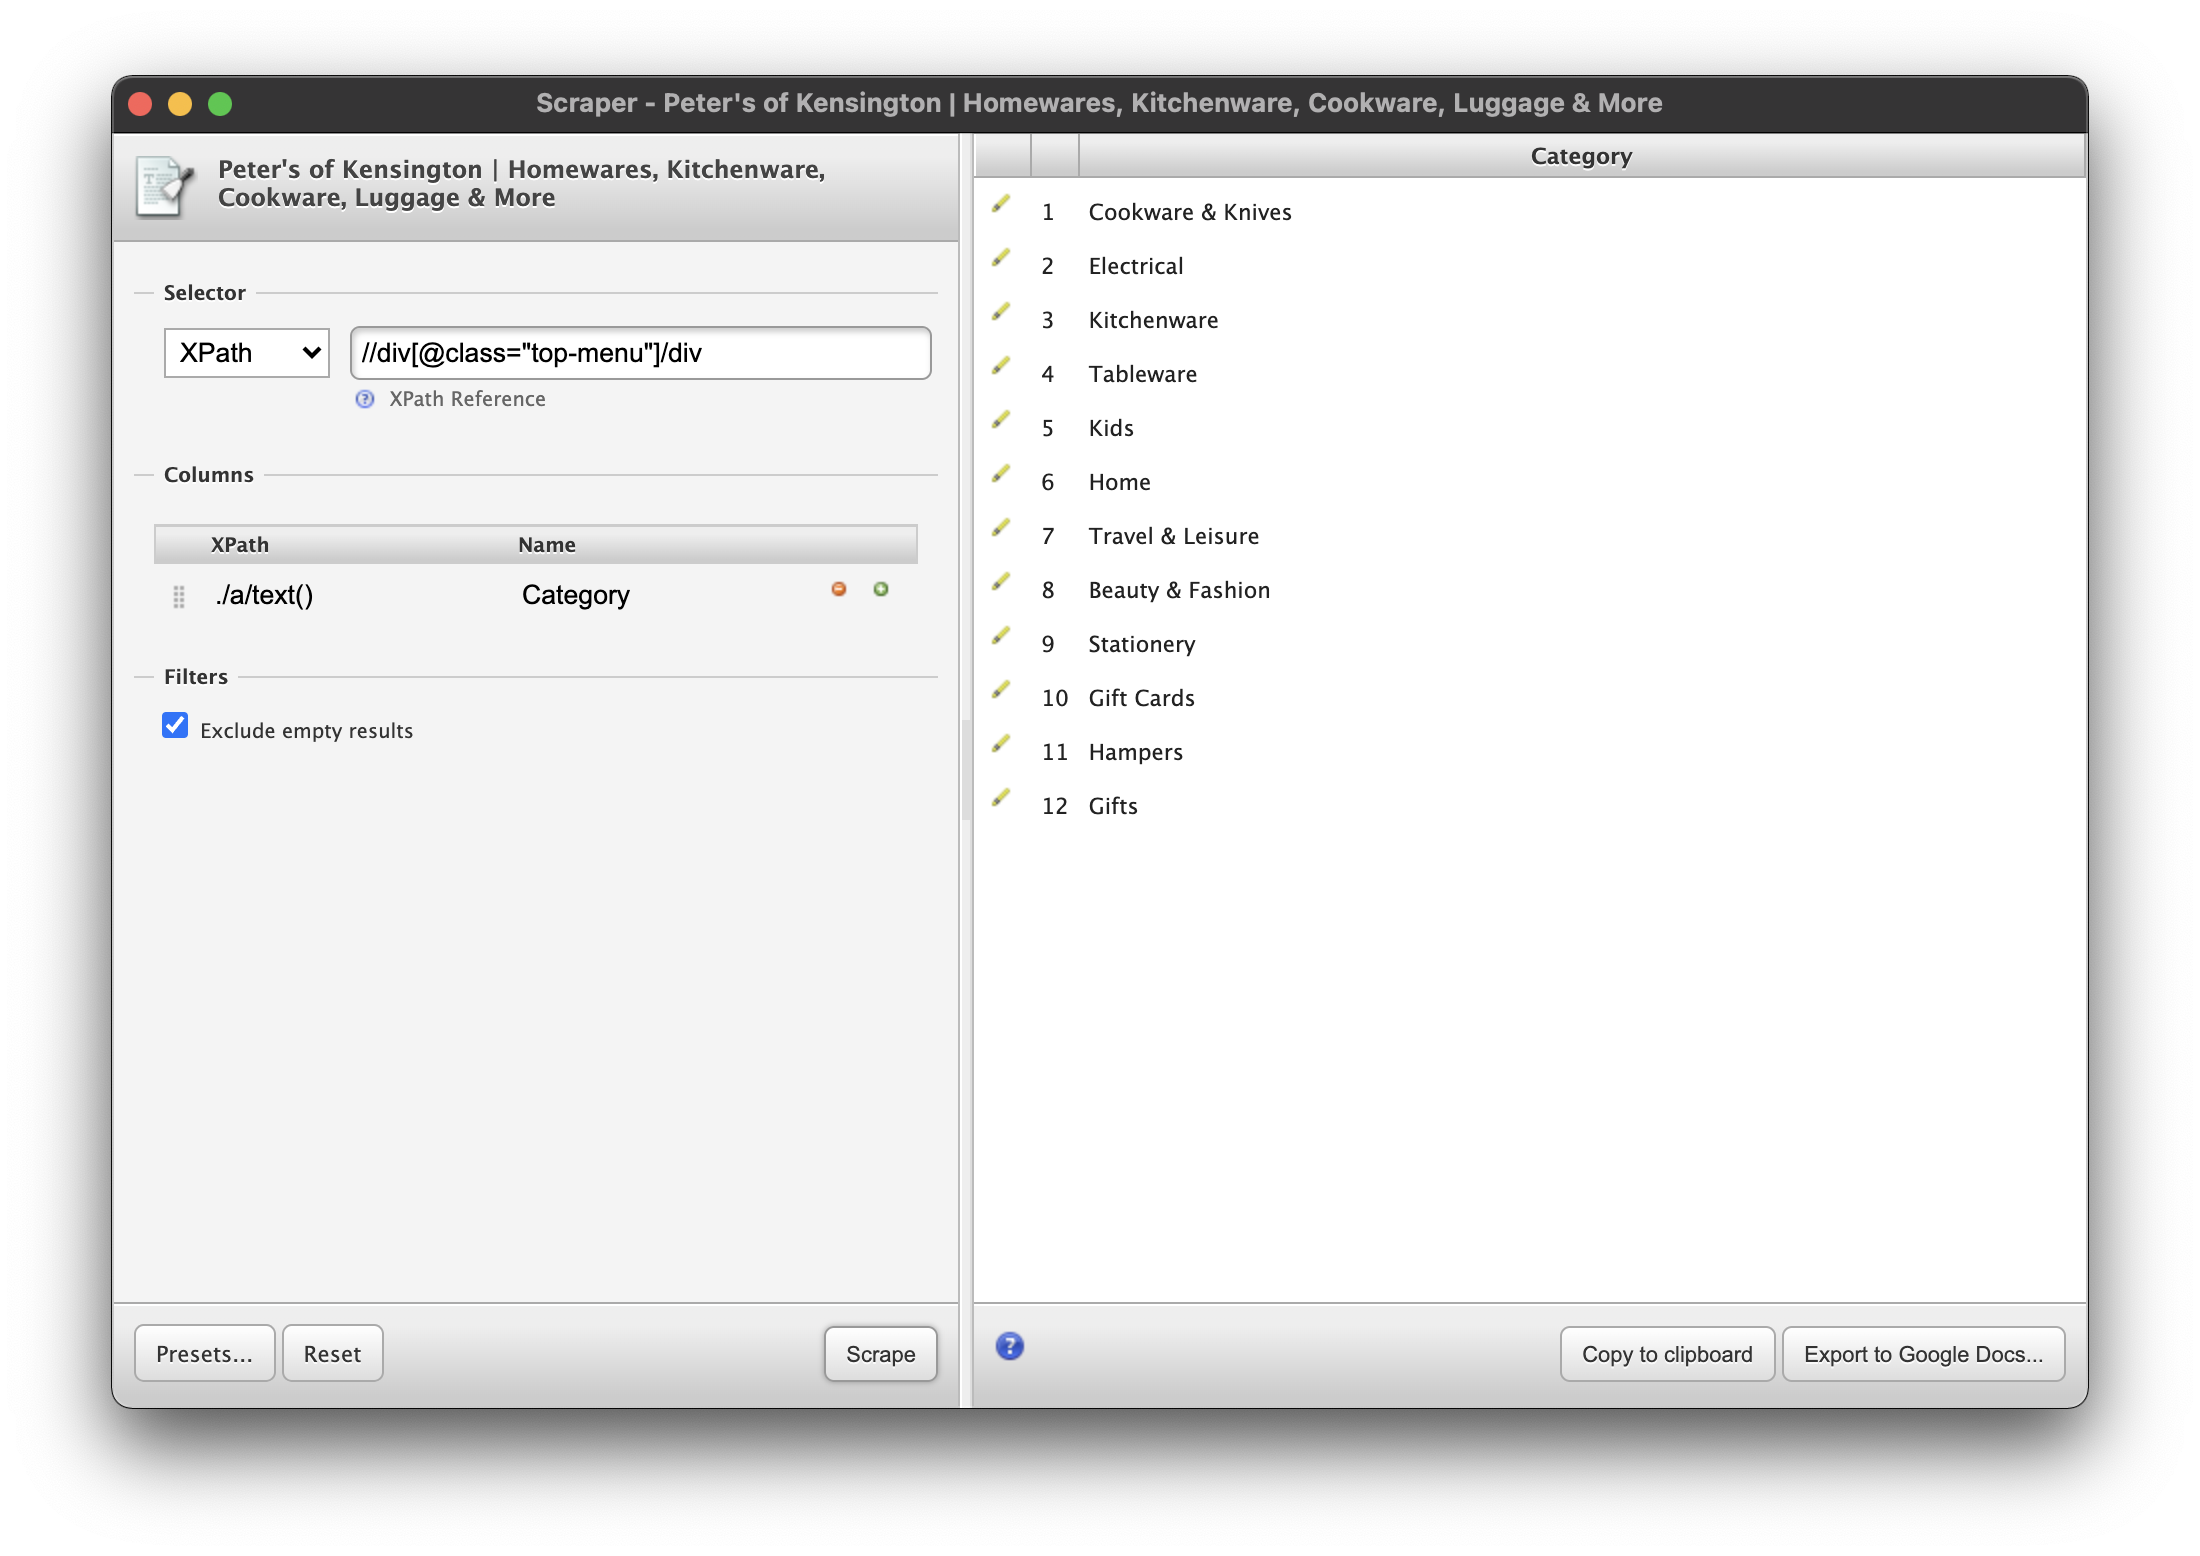 Scraper - Peter's of Kensington | Homewares, Kitchenware, Cookware, Luggage & More
Peter's of Kensington | Homewares, Kitchenware,
Cookware, Luggage & More
Selector
XPath
//div[@class="top-menu"]/div
XPath Reference
Columns
XPath Name
./a/text() Category
Filters
Exclude empty results
Presets...
Reset
Scrape
Category
1 Cookware & Knives
2 Electrical
3 Kitchenware
4 Tableware
5 Kids
6 Home
7 Travel & Leisure
8 Beauty & Fashion
9 Stationery
10 Gift Cards
11 Hampers
12 Gifts
Copy to clipboard
Export to Google Docs...